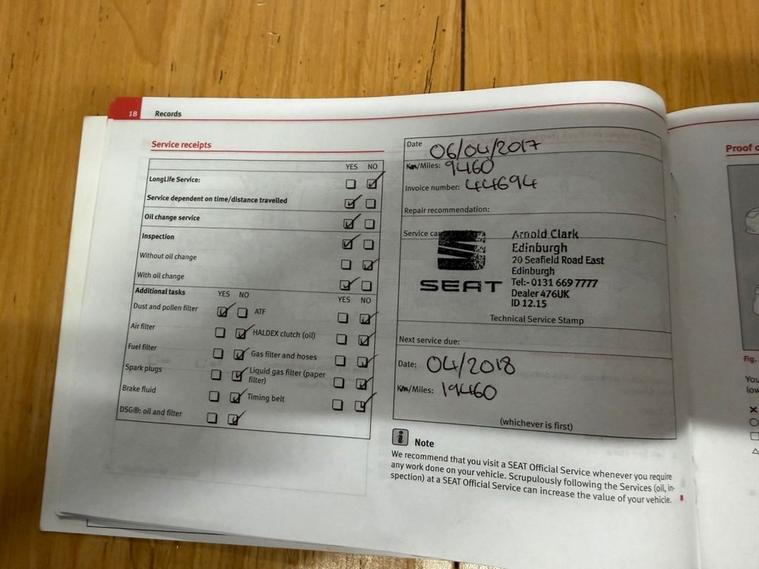 18 Records
Service receipts
YES NO
LongLife Service:
Service dependent on time/distance travelled
Oil change service
Inspection
Without oil change
With oil change
Additional tasks YES NO YES NO
Dust and pollen filter ATF
Air filter HALDEX clutch (oil)
Fuel filter Gas filter and hoses
Spark plugs Liquid gas filter (paper
filter)
Brake fluid Timing belt
DSG®: oil and filter
Date 06/04/2017
Km/Miles: 9460
Invoice number: 44694
Repair recommendation:
Service
SEAT
Arnold Clark
Edinburgh
20 Seafield Road East
Edinburgh
Tel:- 0131 669 7777
Dealer 476UK
ID 12.15
Technical Service Stamp
Next service due:
Date: 04/2018
Km/Miles: 19460
(whichever is first)
i Note
We recommend that you visit a SEAT Official Service whenever you require
any work done on your vehicle. Scrupulously following the Services (oil, in-
spection) at a SEAT Official Service can increase the value of your vehicle.
Proof
Fig.
You